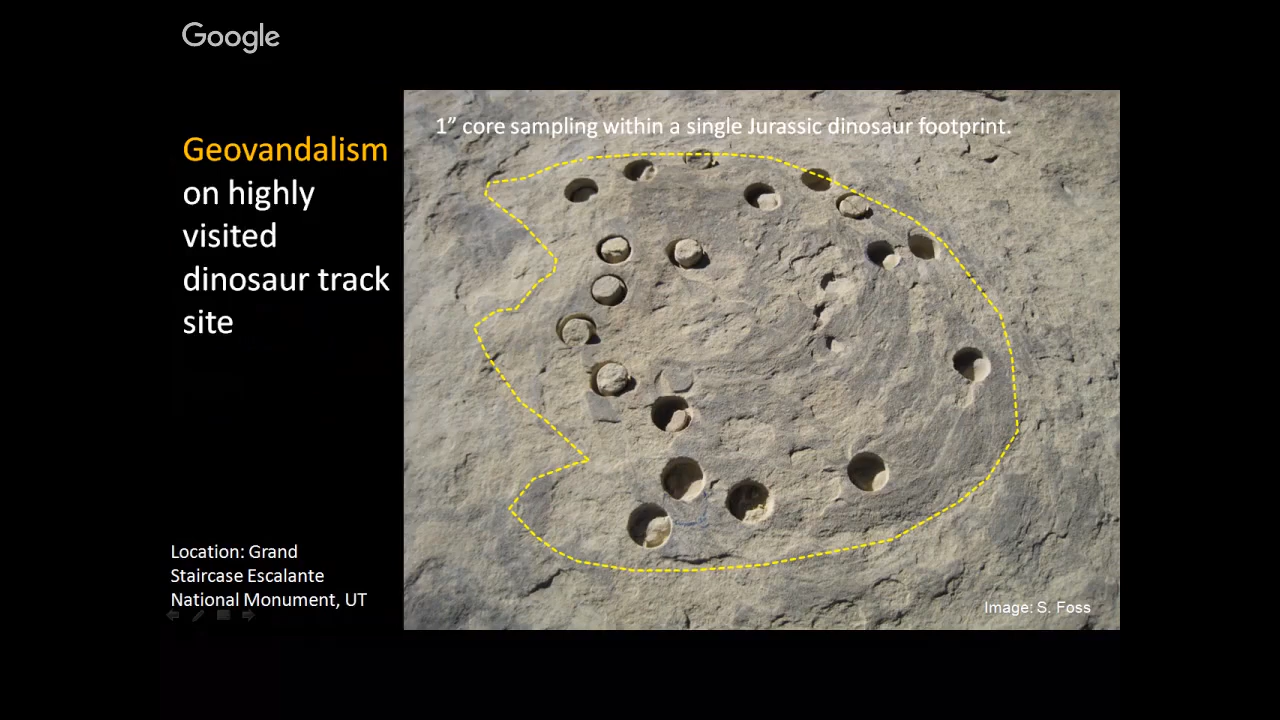 Google
Geovandalism
on highly
visited
dinosaur track
site
1” core sampling within a single Jurassic dinosaur footprint.
Location: Grand
Staircase Escalante
National Monument, UT
Image: S. Foss